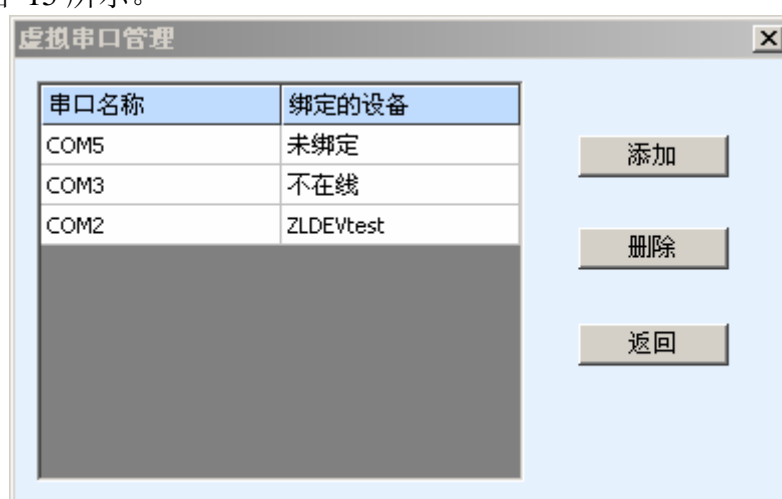 15 所示。
虚拟串口管理
串口名称 绑定的设备
COM5 未绑定 添加
COM3 不在线
COM2 ZLDEVtest 删除
返回